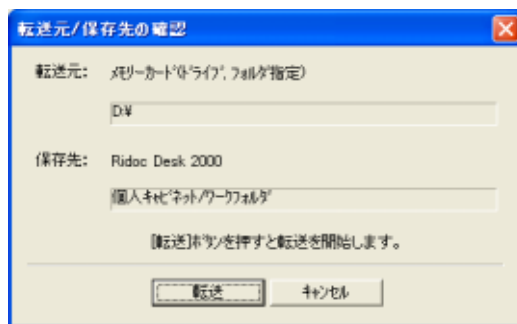 転送元/保存先の確認
転送元: ﾒﾓﾘｰｶｰﾄﾞ(ﾄﾞﾗｲﾌﾞ, ﾌｫﾙﾀﾞ指定)
D:¥
保存先: Ridoc Desk 2000
個人ｷｬﾋﾞﾈｯﾄ/ﾜｰｸﾌｫﾙﾀﾞ
[転送]ﾎﾞﾀﾝを押すと転送を開始します。
転送 ｷｬﾝｾﾙ